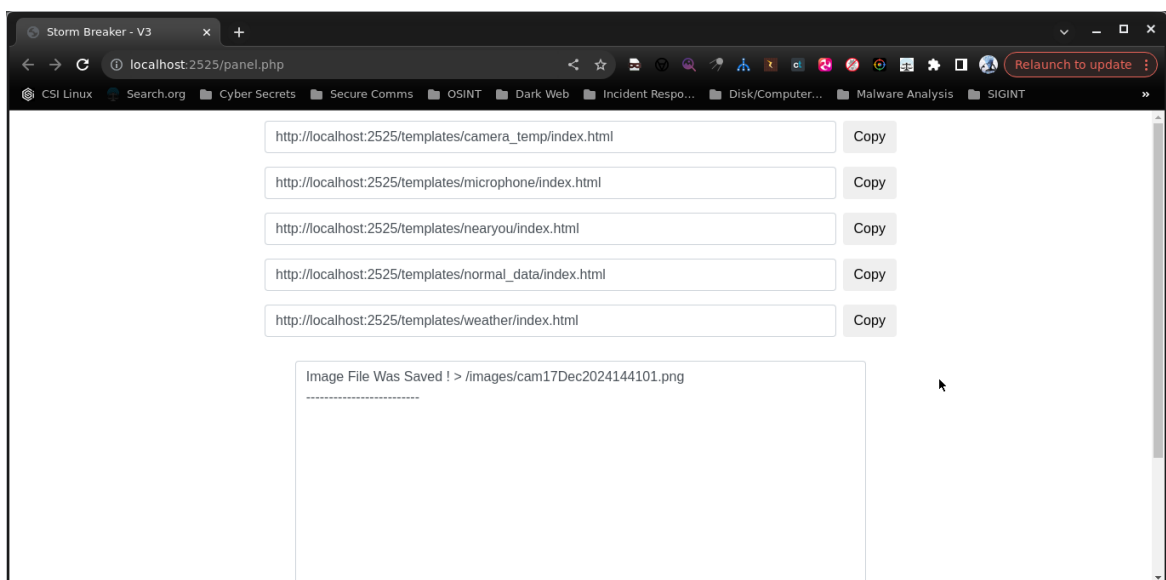 Storm Breaker - V3
localhost:2525/panel.php
Relaunch to update
CSI Linux Search.org Cyber Secrets Secure Comms OSINT Dark Web Incident Respo... Disk/Computer... Malware Analysis SIGINT »
http://localhost:2525/templates/camera_temp/index.html Copy
http://localhost:2525/templates/microphone/index.html Copy
http://localhost:2525/templates/nearyou/index.html Copy
http://localhost:2525/templates/normal_data/index.html Copy
http://localhost:2525/templates/weather/index.html Copy
Image File Was Saved ! > /images/cam17Dec2024144101.png
-------------------------